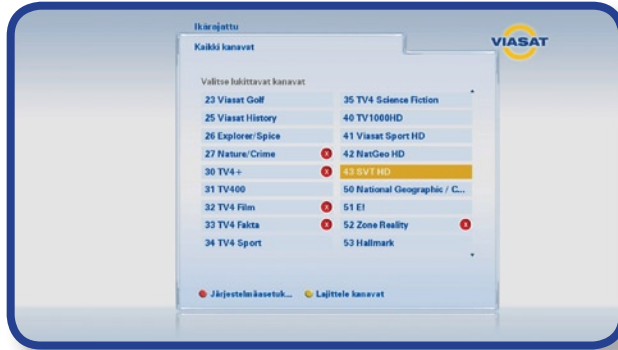 Ikärajattu
VIASAT
Kaikki kanavat
Valitse lukittavat kanavat
23 Viasat Golf
25 Viasat History
26 Explorer/Spice
27 Nature/Crime x
30 TV4+ x
31 TV400
32 TV4 Film x
33 TV4 Fakta x
34 TV4 Sport
35 TV4 Science Fiction
40 TV1000HD
41 Viasat Sport HD
42 NatGeo HD
43 SVT HD
50 National Geographic / C...
51 E!
52 Zone Reality x
53 Hallmark
Järjestelmäasetuk... Lajittele kanavat